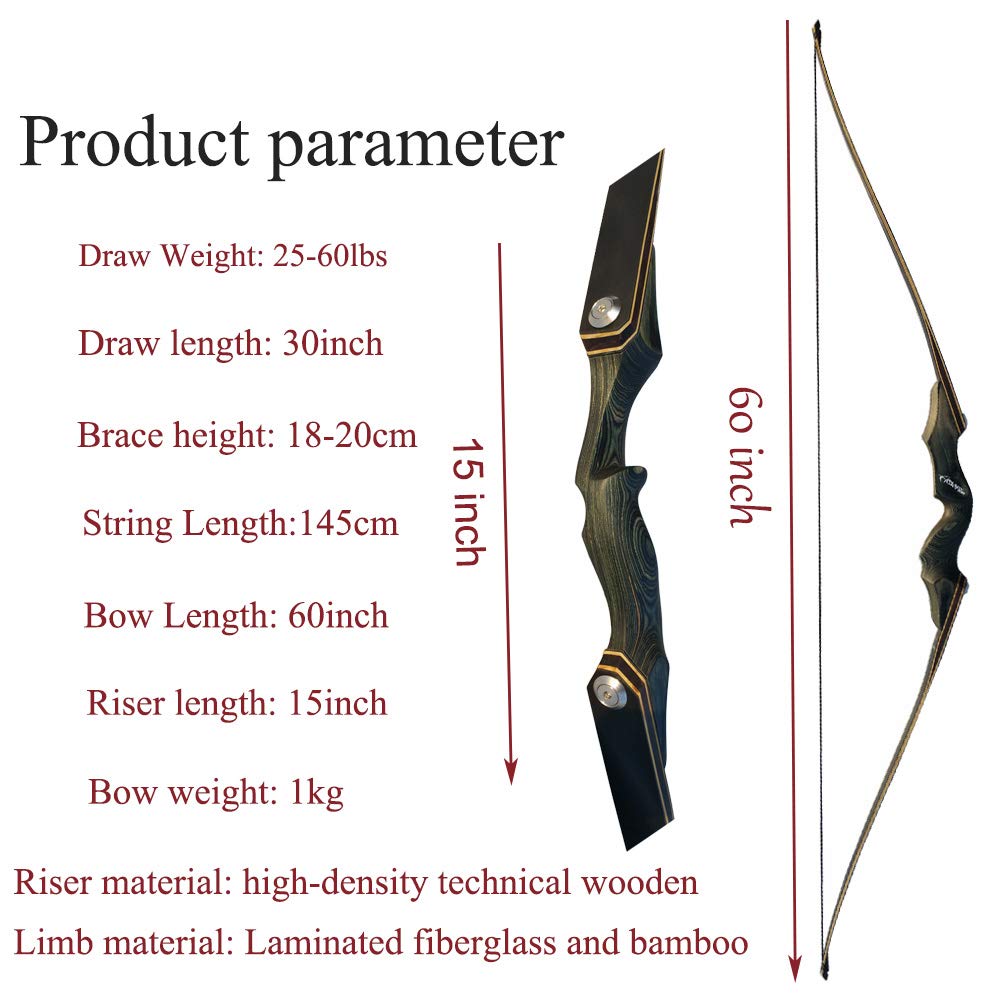 Product parameter
Draw Weight: 25-60lbs
Draw length: 30inch
Brace height: 18-20cm
String Length:145cm
Bow Length: 60inch
Riser length: 15inch
Bow weight: 1kg
Riser material: high-density technical wooden
Limb material: Laminated fiberglass and bamboo
15 inch
60 inch